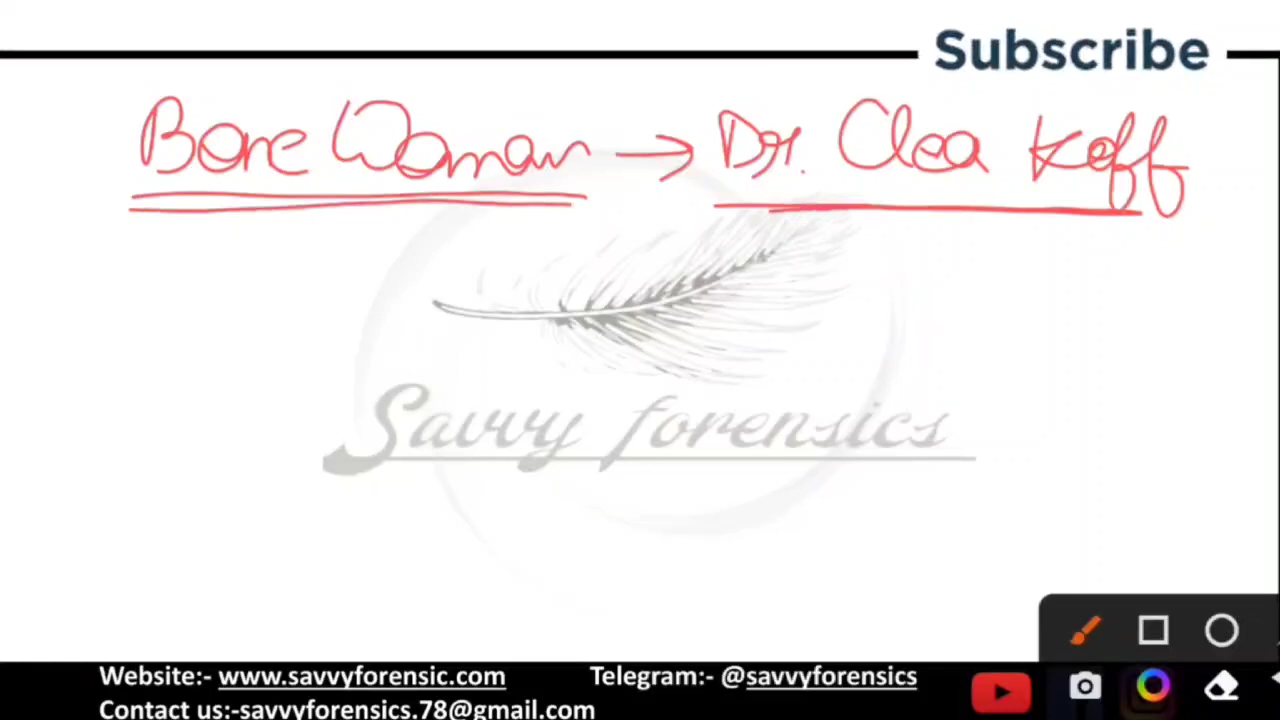 Subscribe
Bone Woman → Dr. Clea Koff
Savvy forensics
Website:- www.savvyforensic.com Telegram:- @savvyforensics
Contact us:-savvyforensics.78@gmail.com